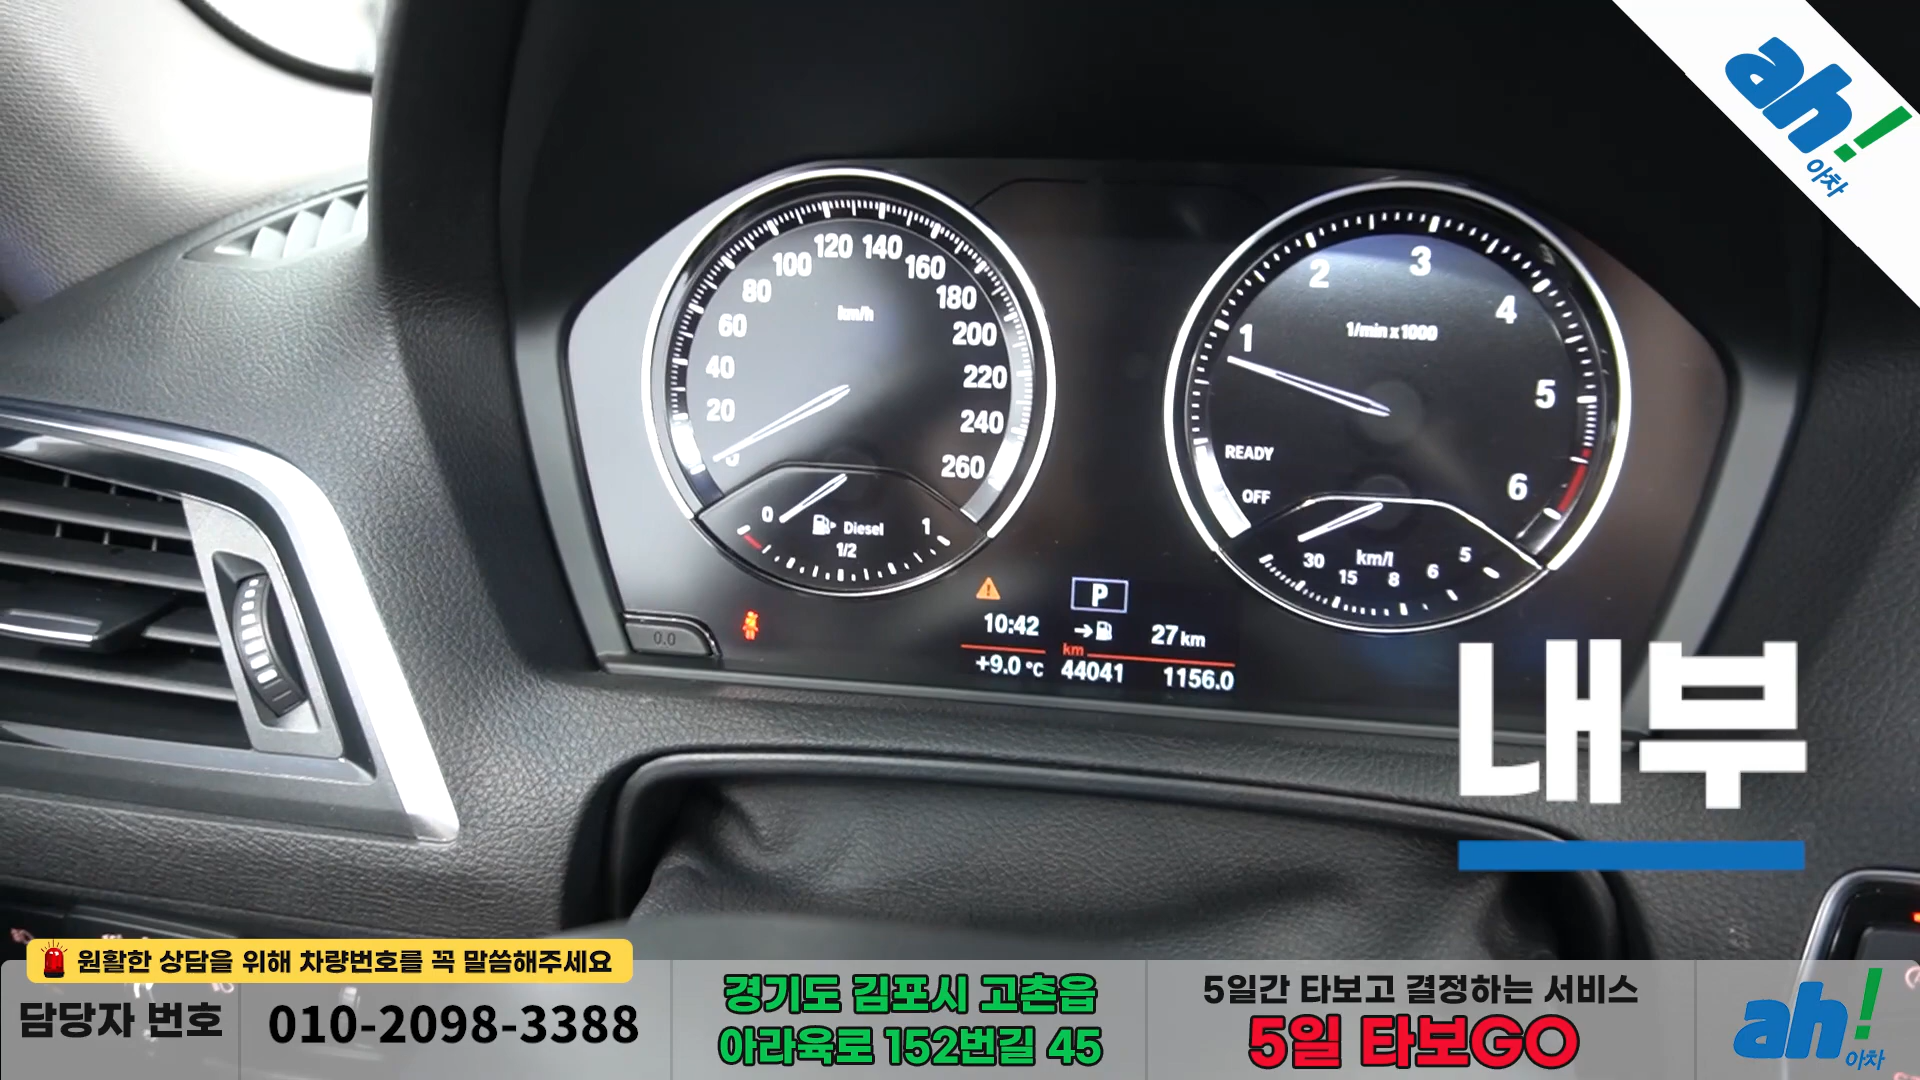 ah!
아차
120 140
100 160
80 180
60 km/h 200
40 220
20 240
260
0 Diesel 1
1/2
2 3
4
1 1/min x 1000
5
READY
OFF 6
30 km/l 5
15 8 6
P
10:42 27 km
km
+9.0 °C 44041 1156.0
0.0
내부
원활한 상담을 위해 차량번호를 꼭 말씀해주세요
담당자 번호
010-2098-3388
경기도 김포시 고촌읍
아라육로 152번길 45
5일간 타보고 결정하는 서비스
5일 타보GO
ah!
아차